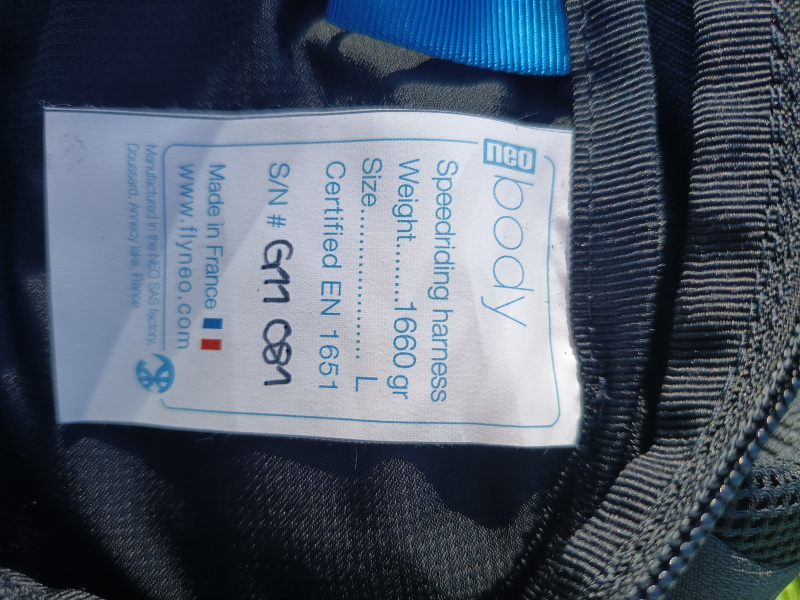 neo body
Speedriding harness
Weight........1660 gr
Size.................... L
Certified EN 1651
S/N # G11 081
Made in France
www.flyneo.com
Manufactured in the NEO SAS factory,
Doussard, Annecy lake, France